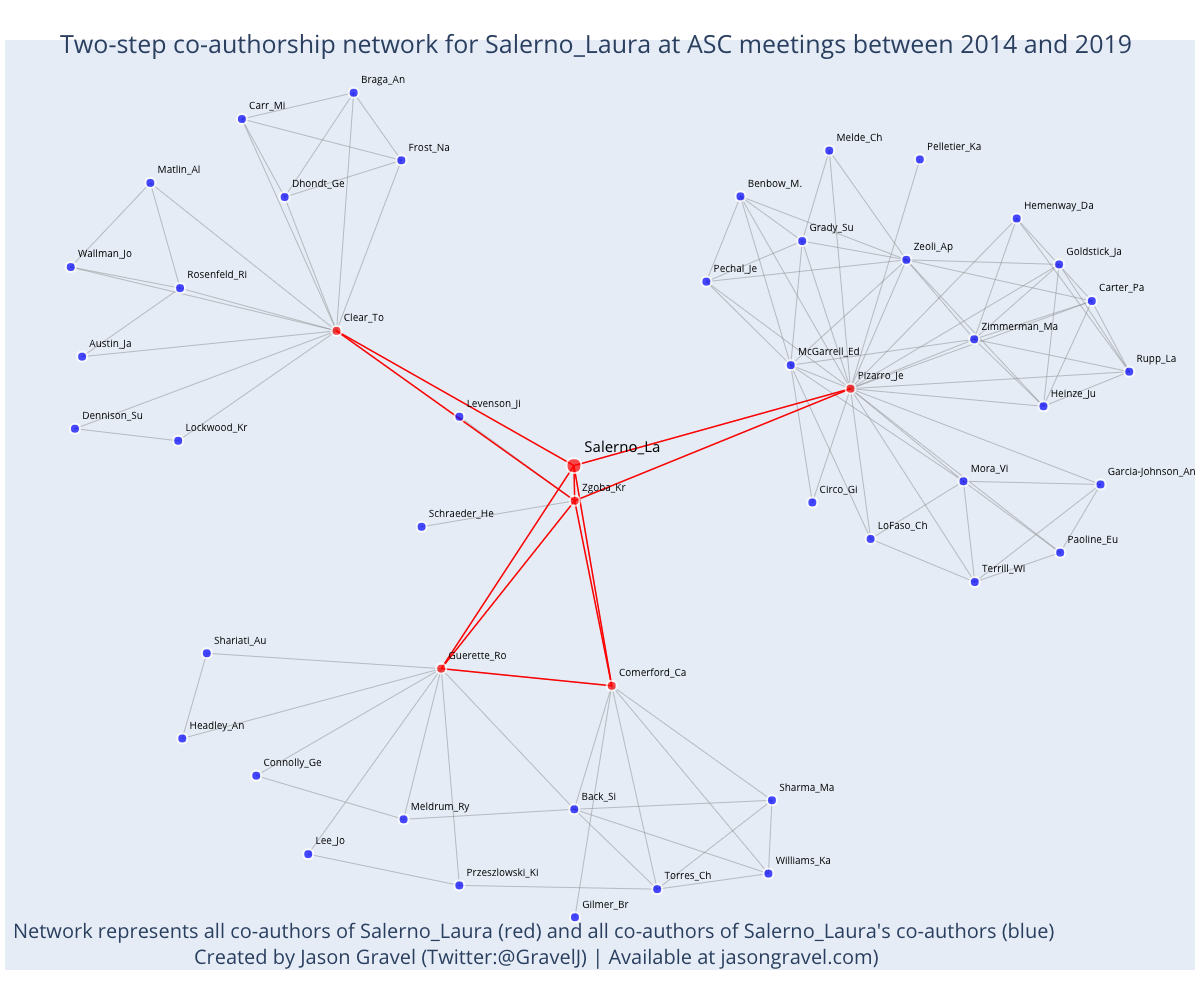 Two-step co-authorship network for Salerno_Laura at ASC meetings between 2014 and 2019
Braga_An
Carr_Mi
Frost_Na
Matlin_Al
Dhondt_Ge
Wallman_Jo
Rosenfeld_Ri
Clear_To
Austin_Ja
Dennison_Su
Lockwood_Kr
Levenson_Ji
Melde_Ch
Pelletier_Ka
Benbow_M.
Hemenway_Da
Grady_Su
Zeoli_Ap
Goldstick_Ja
Pechal_Je
Carter_Pa
Zimmerman_Ma
McGarrell_Ed
Rupp_La
Pizarro_Je
Heinze_Ju
Salerno_La
Zgoba_Kr
Schraeder_He
Mora_Vi
Garcia-Johnson_An
Circo_Gi
LoFaso_Ch
Paoline_Eu
Terrill_Wi
Shariati_Au
Guerette_Ro
Comerford_Ca
Headley_An
Connolly_Ge
Meldrum_Ry
Back_Si
Sharma_Ma
Lee_Jo
Przeszlowski_Ki
Torres_Ch
Williams_Ka
Gilmer_Br
Network represents all co-authors of Salerno_Laura (red) and all co-authors of Salerno_Laura's co-authors (blue)
Created by Jason Gravel (Twitter:@GravelJ) | Available at jasongravel.com)